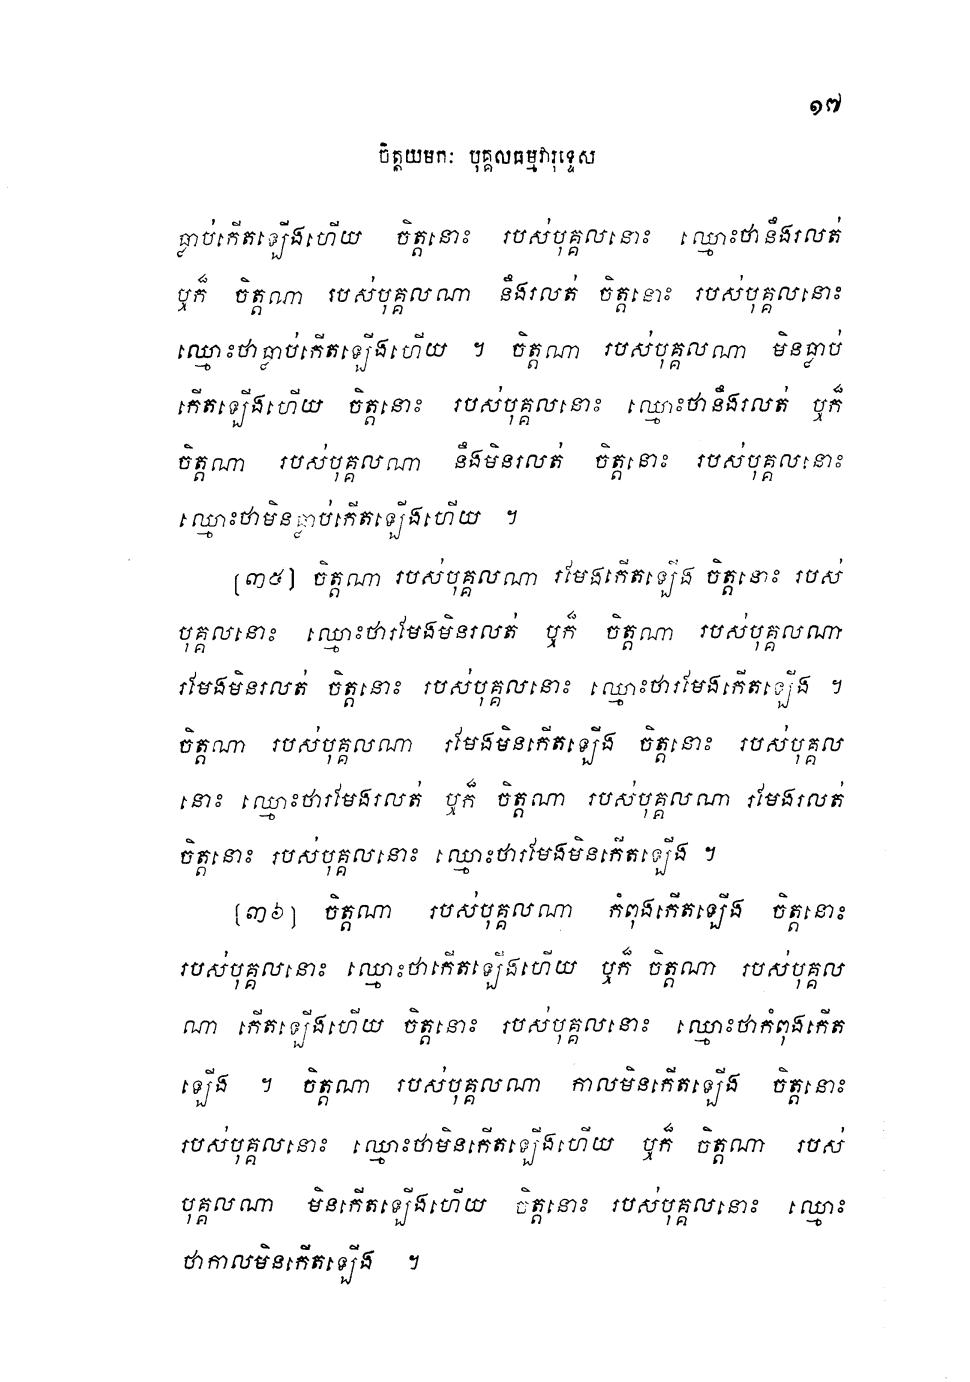 ១៧
ចិត្តយមកៈ បុគ្គលធម្មវារុទ្ទេស
ធ្លាប់កើតឡើងហើយ ចិត្តនោះ របស់បុគ្គលនោះ ឈ្មោះថានឹងរលត់
ឬក៏ ចិត្តណា របស់បុគ្គលណា នឹងរលត់ ចិត្តនោះ របស់បុគ្គលនោះ
ឈ្មោះថាធ្លាប់កើតឡើងហើយ ។ ចិត្តណា របស់បុគ្គលណា មិនធ្លាប់
កើតឡើងហើយ ចិត្តនោះ របស់បុគ្គលនោះ ឈ្មោះថានឹងរលត់ ឬក៏
ចិត្តណា របស់បុគ្គលណា នឹងមិនរលត់ ចិត្តនោះ របស់បុគ្គលនោះ
ឈ្មោះថាមិនធ្លាប់កើតឡើងហើយ ។
[៣៥] ចិត្តណា របស់បុគ្គលណា រមែងកើតឡើង ចិត្តនោះ របស់
បុគ្គលនោះ ឈ្មោះថារមែងមិនរលត់ ឬក៏ ចិត្តណា របស់បុគ្គលណា
រមែងមិនរលត់ ចិត្តនោះ របស់បុគ្គលនោះ ឈ្មោះថារមែងកើតឡើង ។
ចិត្តណា របស់បុគ្គលណា រមែងមិនកើតឡើង ចិត្តនោះ របស់បុគ្គល
នោះ ឈ្មោះថារមែងរលត់ ឬក៏ ចិត្តណា របស់បុគ្គលណា រមែងរលត់
ចិត្តនោះ របស់បុគ្គលនោះ ឈ្មោះថារមែងមិនកើតឡើង ។
[៣៦] ចិត្តណា របស់បុគ្គលណា កំពុងកើតឡើង ចិត្តនោះ
របស់បុគ្គលនោះ ឈ្មោះថាកើតឡើងហើយ ឬក៏ ចិត្តណា របស់បុគ្គល
ណា កើតឡើងហើយ ចិត្តនោះ របស់បុគ្គលនោះ ឈ្មោះថាកំពុងកើត
ឡើង ។ ចិត្តណា របស់បុគ្គលណា កាលមិនកើតឡើង ចិត្តនោះ
របស់បុគ្គលនោះ ឈ្មោះថាមិនកើតឡើងហើយ ឬក៏ ចិត្តណា របស់
បុគ្គលណា មិនកើតឡើងហើយ ចិត្តនោះ របស់បុគ្គលនោះ ឈ្មោះ
ថាកាលមិនកើតឡើង ។